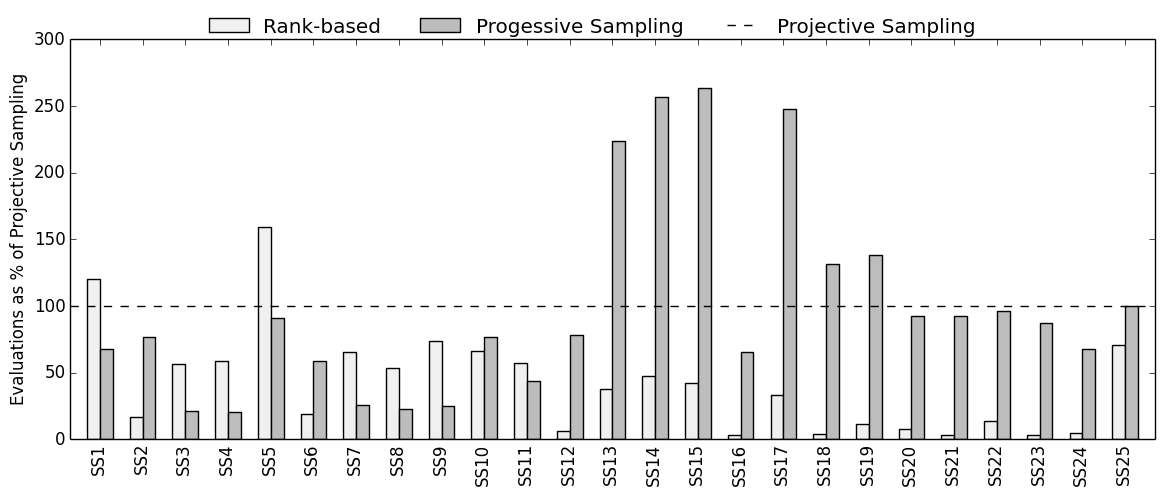 Rank-based Progessive Sampling Projective Sampling
Evaluations as % of Projective Sampling
300
250
200
150
100
50
0
SS1 SS2 SS3 SS4 SS5 SS6 SS7 SS8 SS9 SS10 SS11 SS12 SS13 SS14 SS15 SS16 SS17 SS18 SS19 SS20 SS21 SS22 SS23 SS24 SS25